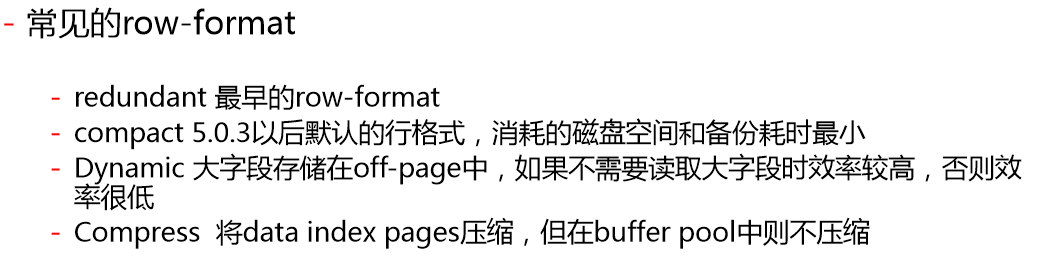 - 常见的row-format
- redundant 最早的row-format
- compact 5.0.3以后默认的行格式，消耗的磁盘空间和备份耗时最小
- Dynamic 大字段存储在off-page中，如果不需要读取大字段时效率较高，否则效
率很低
- Compress 将data index pages压缩，但在buffer pool中则不压缩